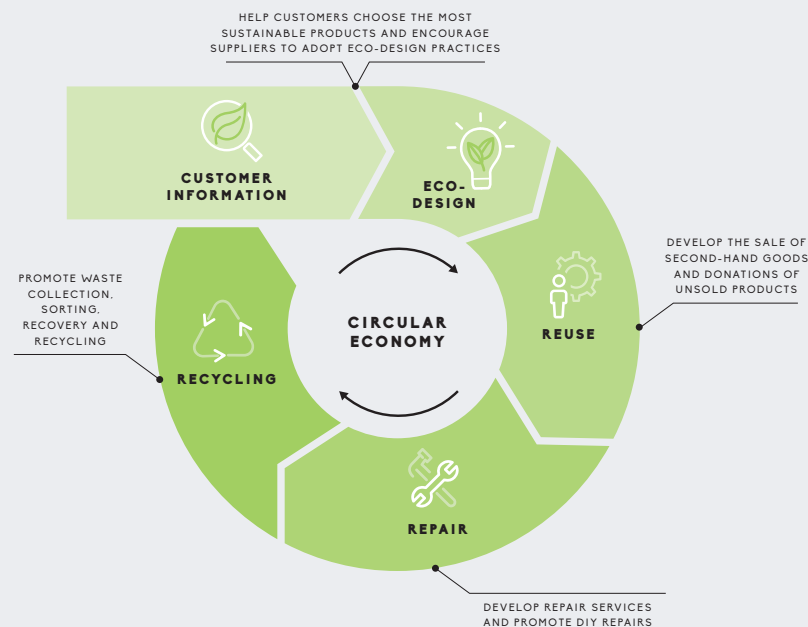 HELP CUSTOMERS CHOOSE THE MOST
SUSTAINABLE PRODUCTS AND ENCOURAGE
SUPPLIERS TO ADOPT ECO-DESIGN PRACTICES
CUSTOMER
INFORMATION
ECO-
DESIGN
DEVELOP THE SALE OF
SECOND-HAND GOODS
AND DONATIONS OF
UNSOLD PRODUCTS
REUSE
PROMOTE WASTE
COLLECTION,
SORTING,
RECOVERY AND
RECYCLING
CIRCULAR
ECONOMY
RECYCLING
REPAIR
DEVELOP REPAIR SERVICES
AND PROMOTE DIY REPAIRS